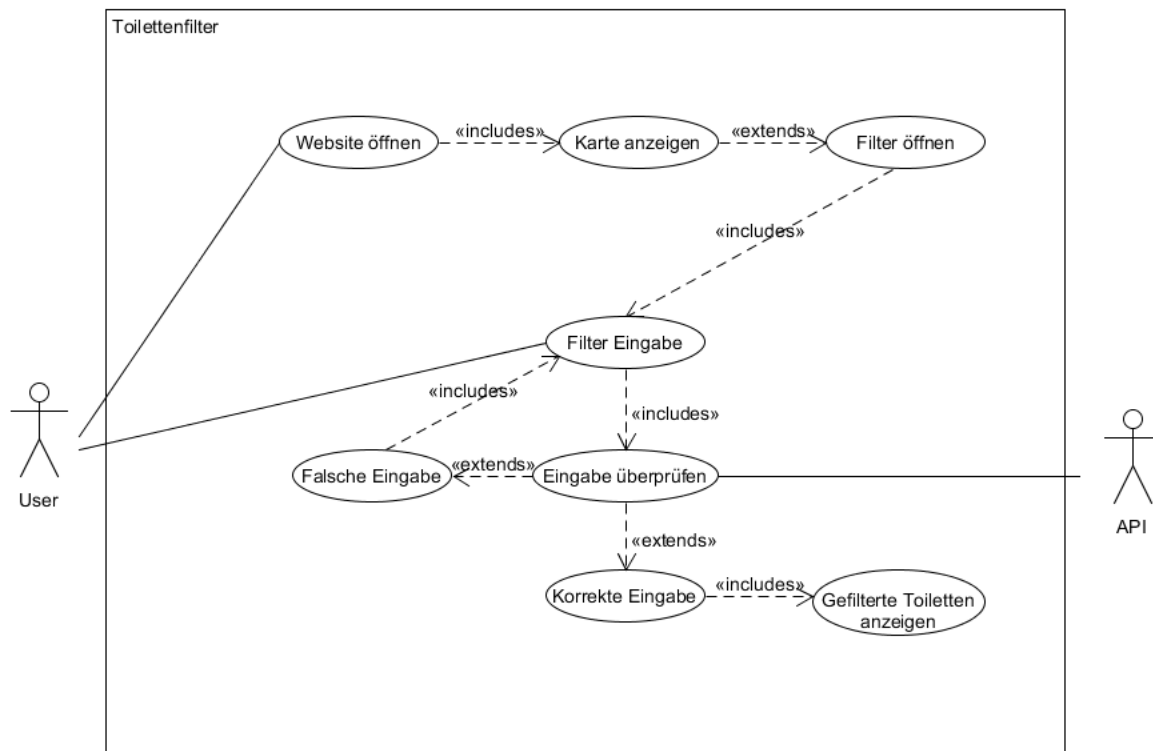 Toilettenfilter
Website öffnen
«includes»
Karte anzeigen
«extends»
Filter öffnen
«includes»
Filter Eingabe
«includes»
«includes»
Falsche Eingabe
«extends»
Eingabe überprüfen
User
API
«extends»
Korrekte Eingabe
«includes»
Gefilterte Toiletten
anzeigen